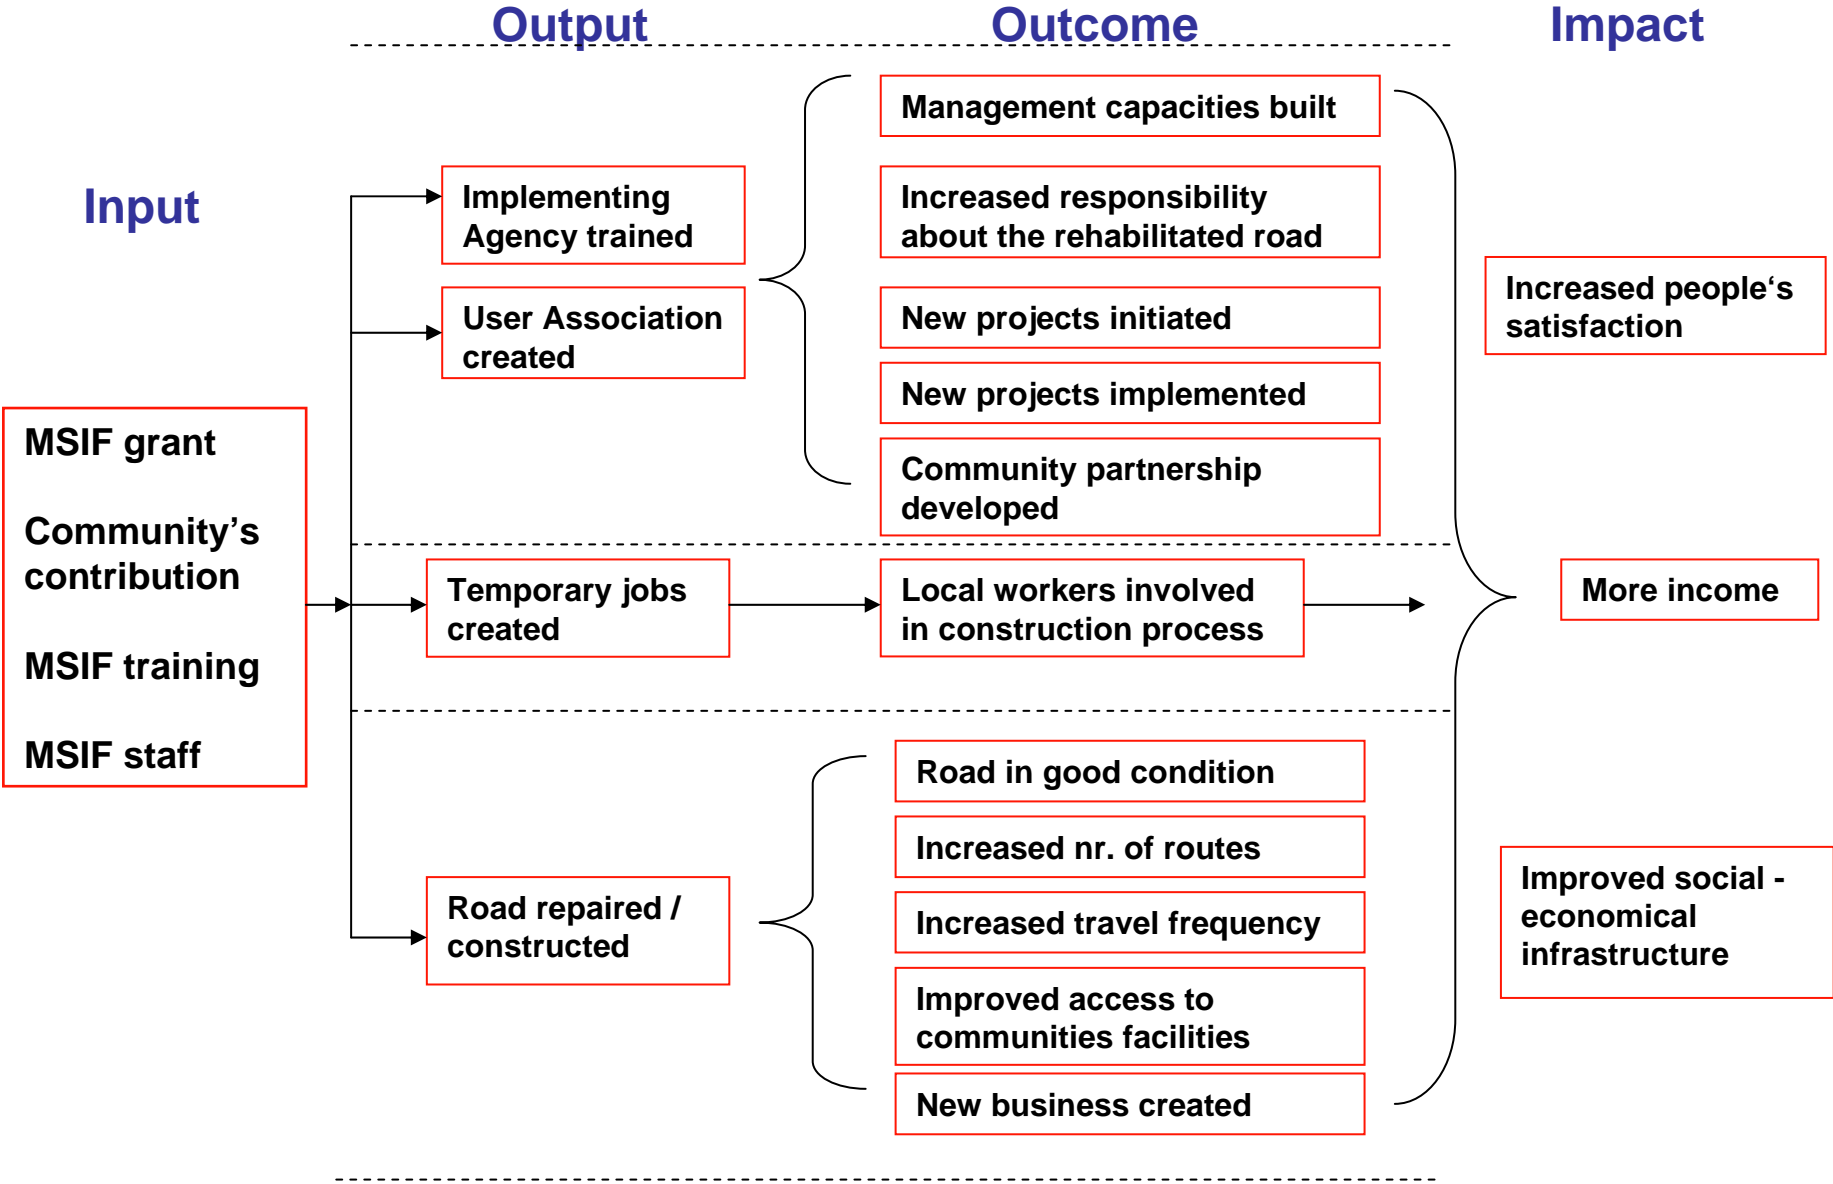 Output
Outcome
Impact
Input
MSIF grant
Community’s
contribution
MSIF training
MSIF staff
Implementing
Agency trained
User Association
created
Management capacities built
Increased responsibility
about the rehabilitated road
New projects initiated
New projects implemented
Community partnership
developed
Temporary jobs
created
Local workers involved
in construction process
Road repaired /
constructed
Road in good condition
Increased nr. of routes
Increased travel frequency
Improved access to
communities facilities
New business created
Increased people‘s
satisfaction
More income
Improved social -
economical
infrastructure